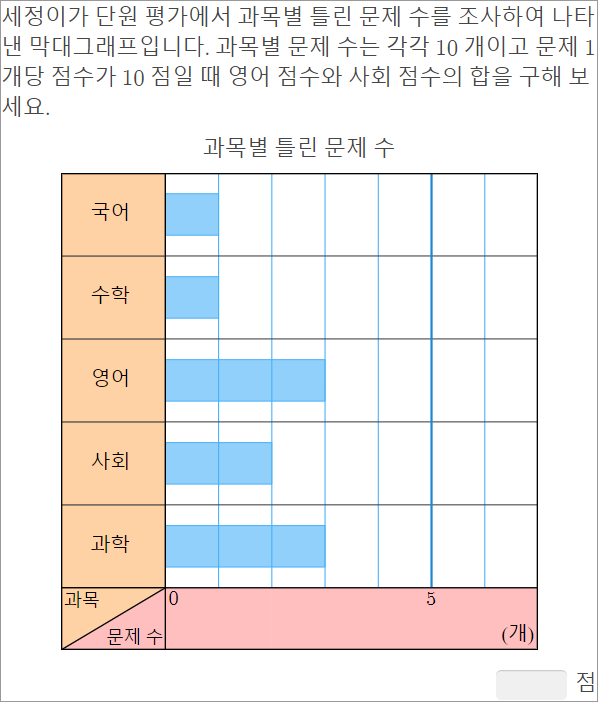 세정이가 단원 평가에서 과목별 틀린 문제 수를 조사하여 나타
낸 막대그래프입니다. 과목별 문제 수는 각각 10 개이고 문제 1
개당 점수가 10 점일 때 영어 점수와 사회 점수의 합을 구해 보
세요.
과목별 틀린 문제 수
국어
수학
영어
사회
과학
과목
문제 수
0
5
(개)
점